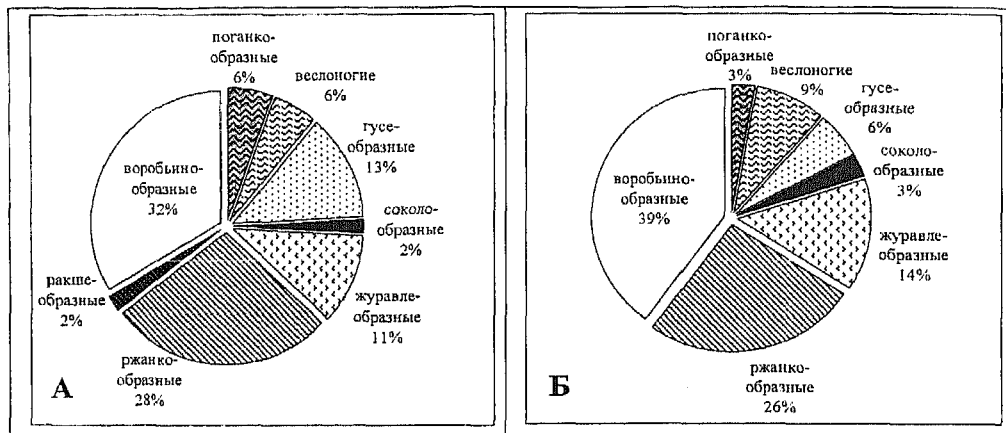 поганко-
образные
6%
веслоногие
6%
гусе-
образные
13%
соколо-
образные
2%
журавле-
образные
11%
ржанко-
образные
28%
ракше-
образные
2%
воробьино-
образные
32%
А
поганко-
образные
3%
веслоногие
9%
гусе-
образные
6%
соколо-
образные
3%
журавле-
образные
14%
ржанко-
образные
26%
воробьино-
образные
39%
Б